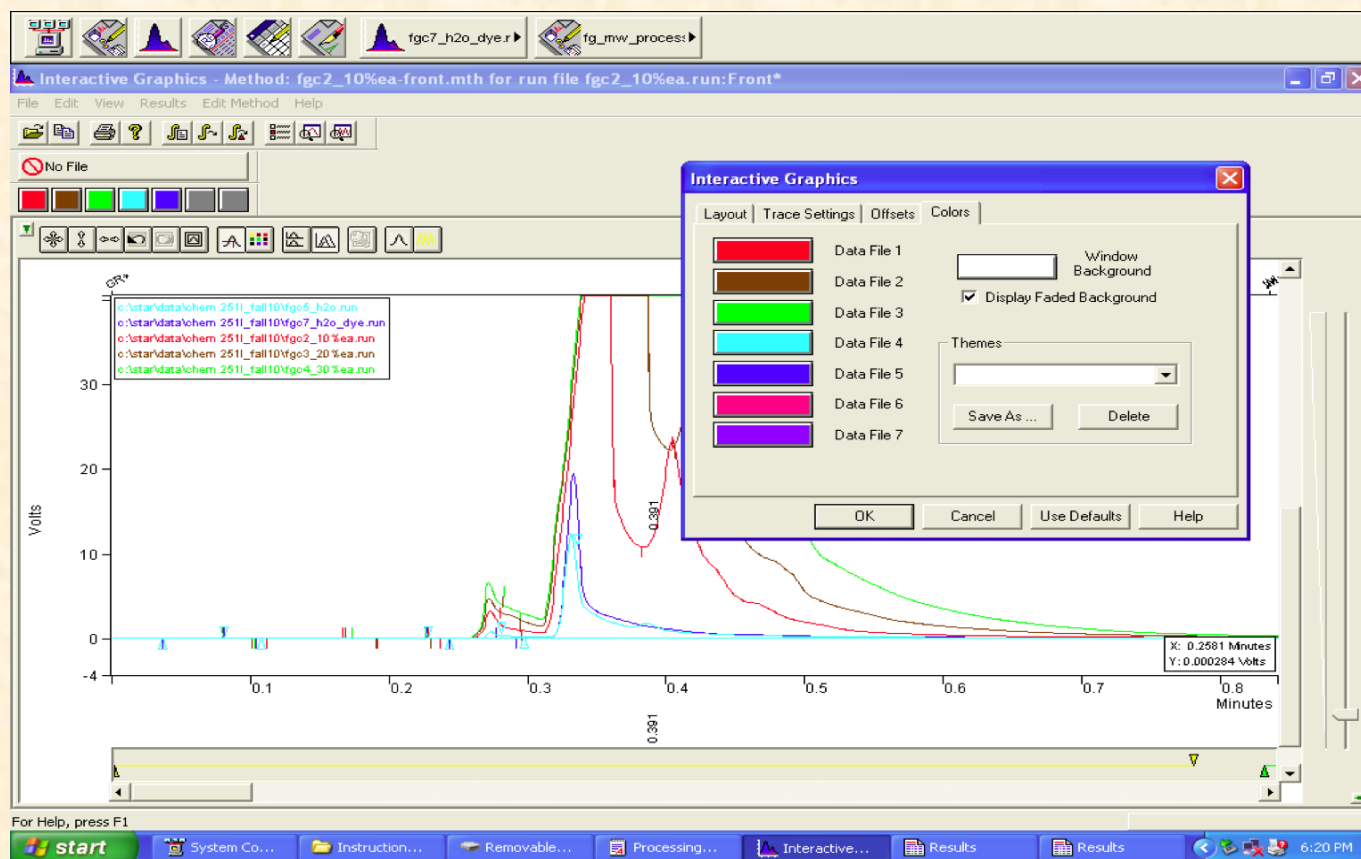 fgc7_h2o_dye.r
fg_mw_process
Interactive Graphics - Method: fgc2_10%ea-front.mth for run file fgc2_10%ea.run:Front*
File Edit View Results Edit Method Help
No File
GR*
c:\star\data\chem 251l_fall10\fgc5_h2o.run
c:\star\data\chem 251l_fall10\fgc7_h2o_dye.run
c:\star\data\chem 251l_fall10\fgc2_10%ea.run
c:\star\data\chem 251l_fall10\fgc3_20%ea.run
c:\star\data\chem 251l_fall10\fgc4_30%ea.run
30
20
10
0
-4
Volts
0.391
X: 0.2581 Minutes
Y: 0.000284 Volts
0.1 0.2 0.3 0.4 0.5 0.6 0.7 0.8
Minutes
0.391
Interactive Graphics
Layout Trace Settings Offsets Colors
Data File 1
Data File 2
Data File 3
Data File 4
Data File 5
Data File 6
Data File 7
Window
Background
Display Faded Background
Themes
Save As ... Delete
OK Cancel Use Defaults Help
For Help, press F1
start System Co... Instruction... Removable... Processing... Interactive... Results Results 6:20 PM